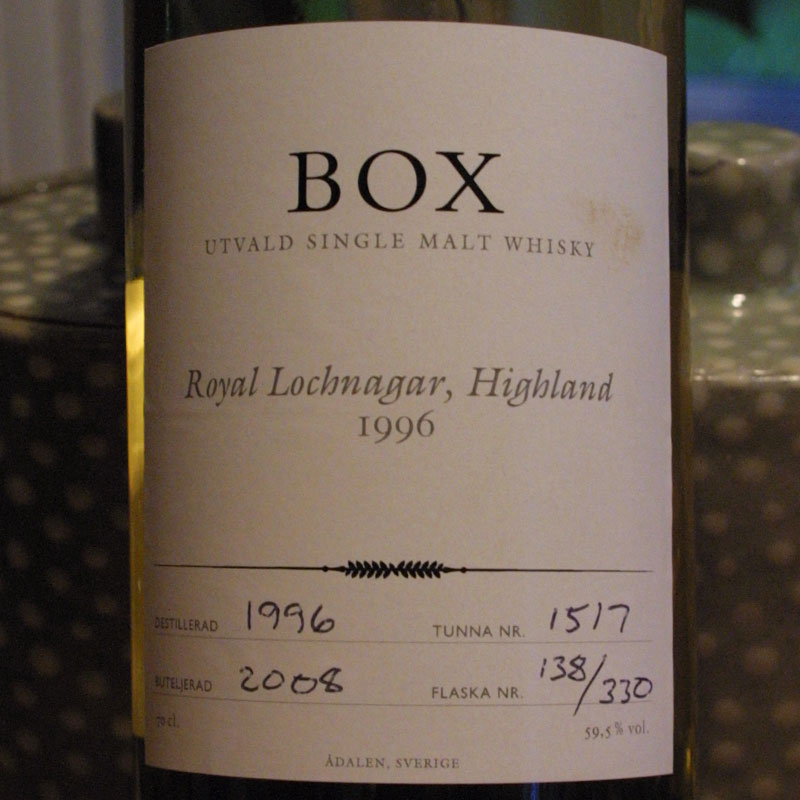 BOX
UTVALD SINGLE MALT WHISKY
Royal Lochnagar, Highland
1996
DESTILLERAD 1996 TUNNA NR. 1517
BUTELJERAD 2008 FLASKA NR. 138/330
70 cl. 59,5 % vol.
ÅDALEN, SVERIGE